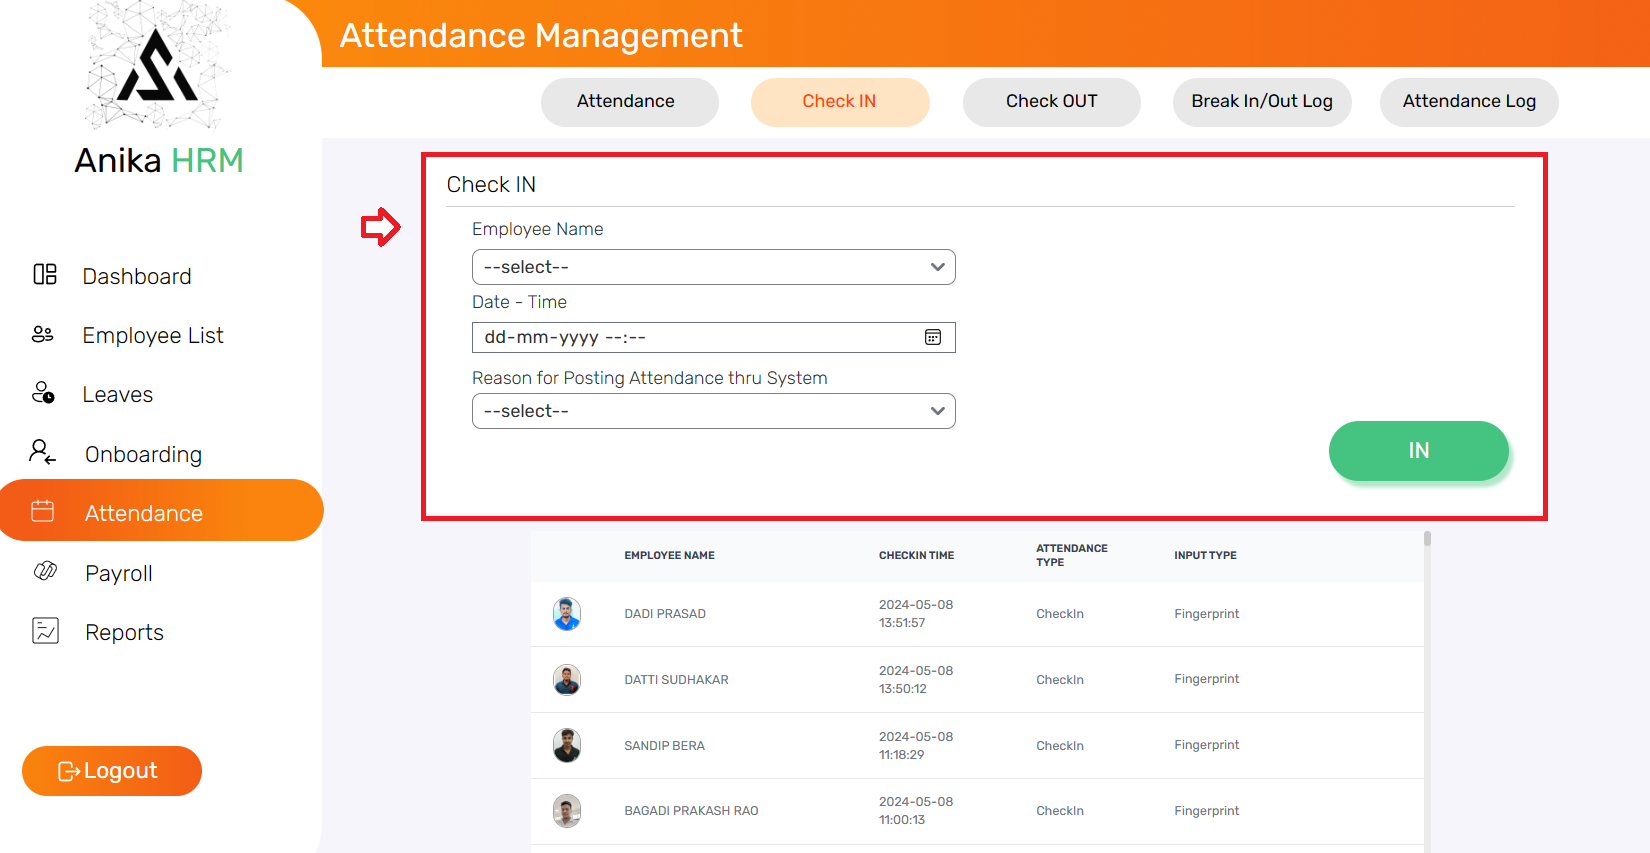 Anika HRM
Dashboard
Employee List
Leaves
Onboarding
Attendance
Payroll
Reports
Logout
Attendance Management
Attendance
Check IN
Check OUT
Break In/Out Log
Attendance Log
Check IN
Employee Name
--select--
Date - Time
dd-mm-yyyy --:--
Reason for Posting Attendance thru System
--select--
IN
EMPLOYEE NAME CHECKIN TIME ATTENDANCE TYPE INPUT TYPE
DADI PRASAD 2024-05-08 13:51:57 CheckIn Fingerprint
DATTI SUDHAKAR 2024-05-08 13:50:12 CheckIn Fingerprint
SANDIP BERA 2024-05-08 11:18:29 CheckIn Fingerprint
BAGADI PRAKASH RAO 2024-05-08 11:00:13 CheckIn Fingerprint